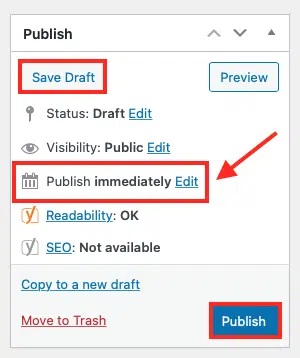 Publish
Save Draft
Preview
Status: Draft Edit
Visibility: Public Edit
Publish immediately Edit
Readability: OK
SEO: Not available
Copy to a new draft
Move to Trash
Publish